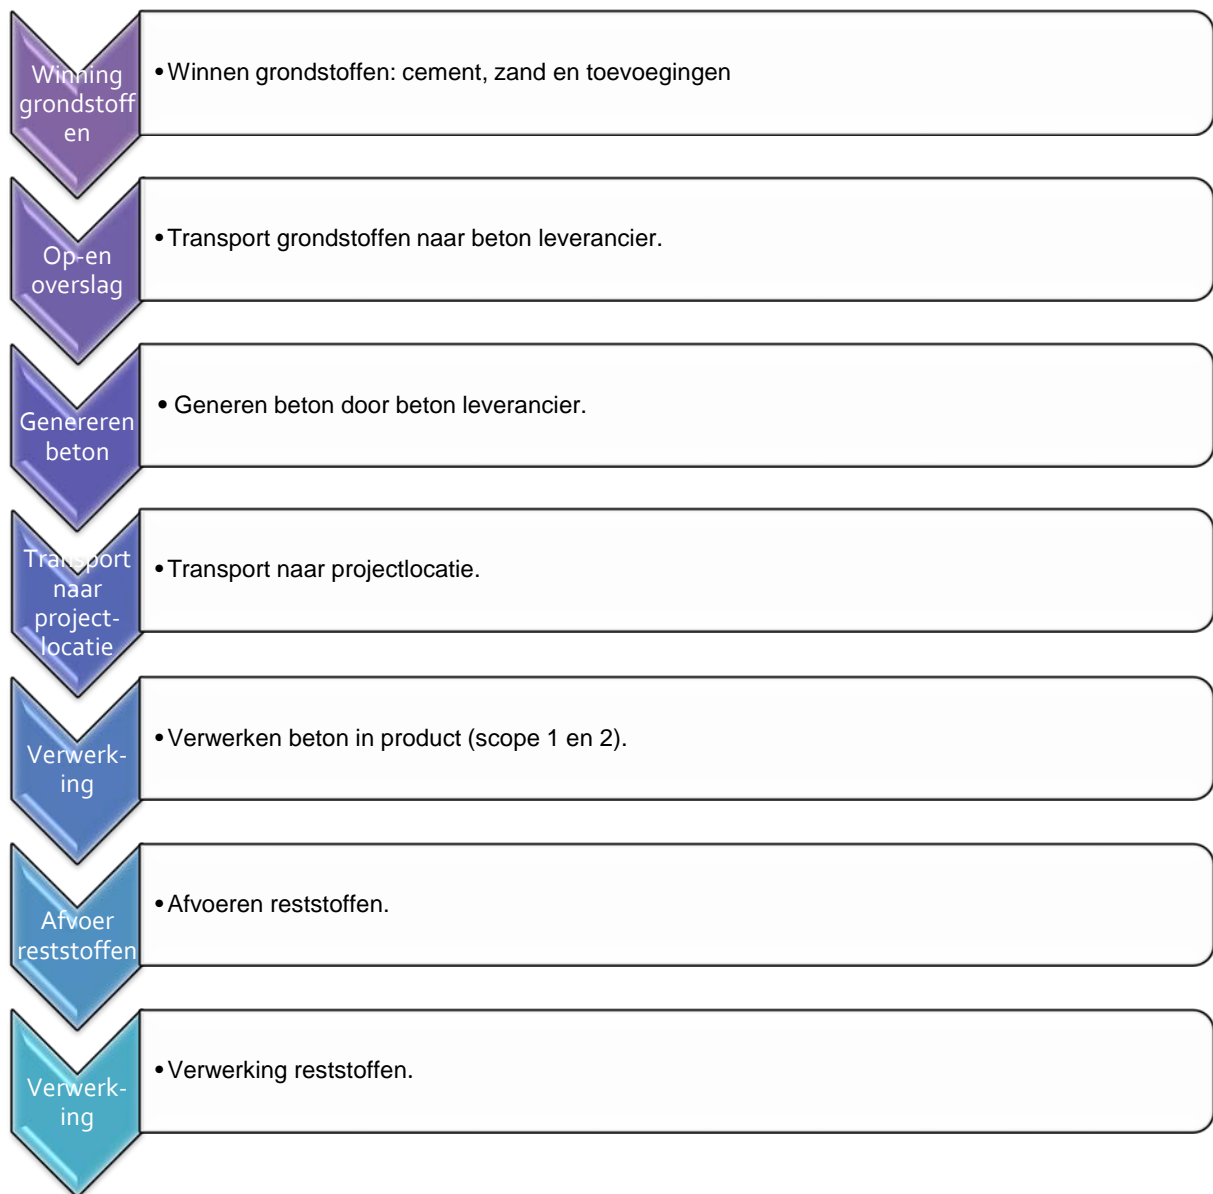 Winning
grondstoff
en
• Winnen grondstoffen: cement, zand en toevoegingen
Op-en
overslag
• Transport grondstoffen naar beton leverancier.
Genereren
beton
• Generen beton door beton leverancier.
Transport
naar
project-
locatie
• Transport naar projectlocatie.
Verwerk-
ing
• Verwerken beton in product (scope 1 en 2).
Afvoer
reststoffen
• Afvoeren reststoffen.
Verwerk-
ing
• Verwerking reststoffen.